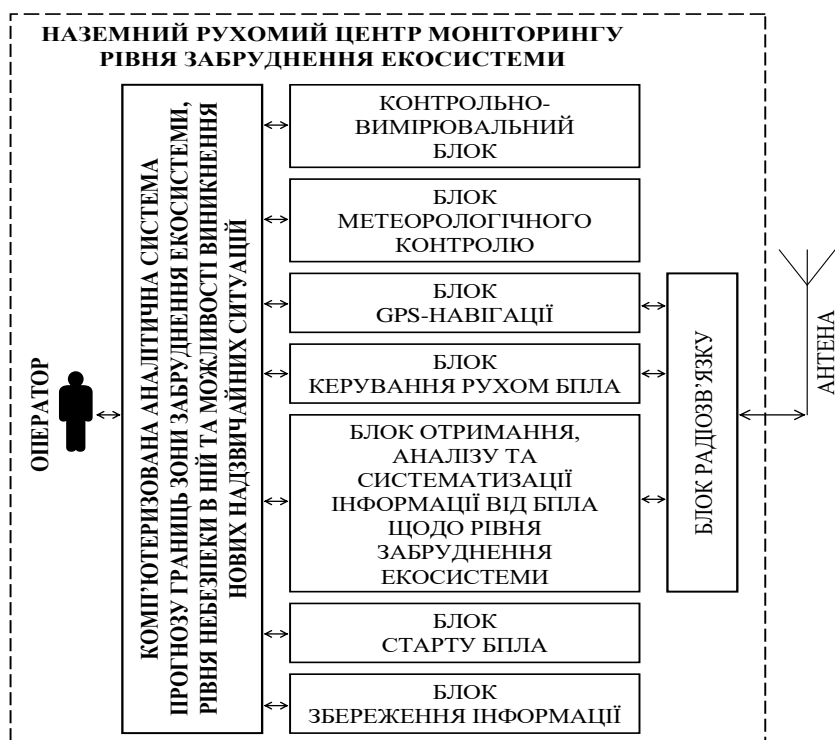 НАЗЕМНИЙ РУХОМИЙ ЦЕНТР МОНІТОРИНГУ
РІВНЯ ЗАБРУДНЕННЯ ЕКОСИСТЕМИ
ОПЕРАТОР
КОМП'ЮТЕРИЗОВАНА АНАЛІТИЧНА СИСТЕМА
ПРОГНОЗУ ГРАНИЦЬ ЗОНИ ЗАБРУДНЕННЯ ЕКОСИСТЕМИ,
РІВНЯ НЕБЕЗПЕКИ В НІЙ ТА МОЖЛИВОСТІ ВИНИКНЕННЯ
НОВИХ НАДЗВИЧАЙНИХ СИТУАЦІЙ
КОНТРОЛЬНО-
ВИМІРЮВАЛЬНИЙ
БЛОК
БЛОК
МЕТЕОРОЛОГІЧНОГО
КОНТРОЛЮ
БЛОК
GPS-НАВІГАЦІЇ
БЛОК
КЕРУВАННЯ РУХОМ БПЛА
БЛОК ОТРИМАННЯ,
АНАЛІЗУ ТА
СИСТЕМАТИЗАЦІЇ
ІНФОРМАЦІЇ ВІД БПЛА
ЩОДО РІВНЯ
ЗАБРУДНЕННЯ
ЕКОСИСТЕМИ
БЛОК
СТАРТУ БПЛА
БЛОК
ЗБЕРЕЖЕННЯ ІНФОРМАЦІЇ
БЛОК РАДІОЗВ'ЯЗКУ
АНТЕНА